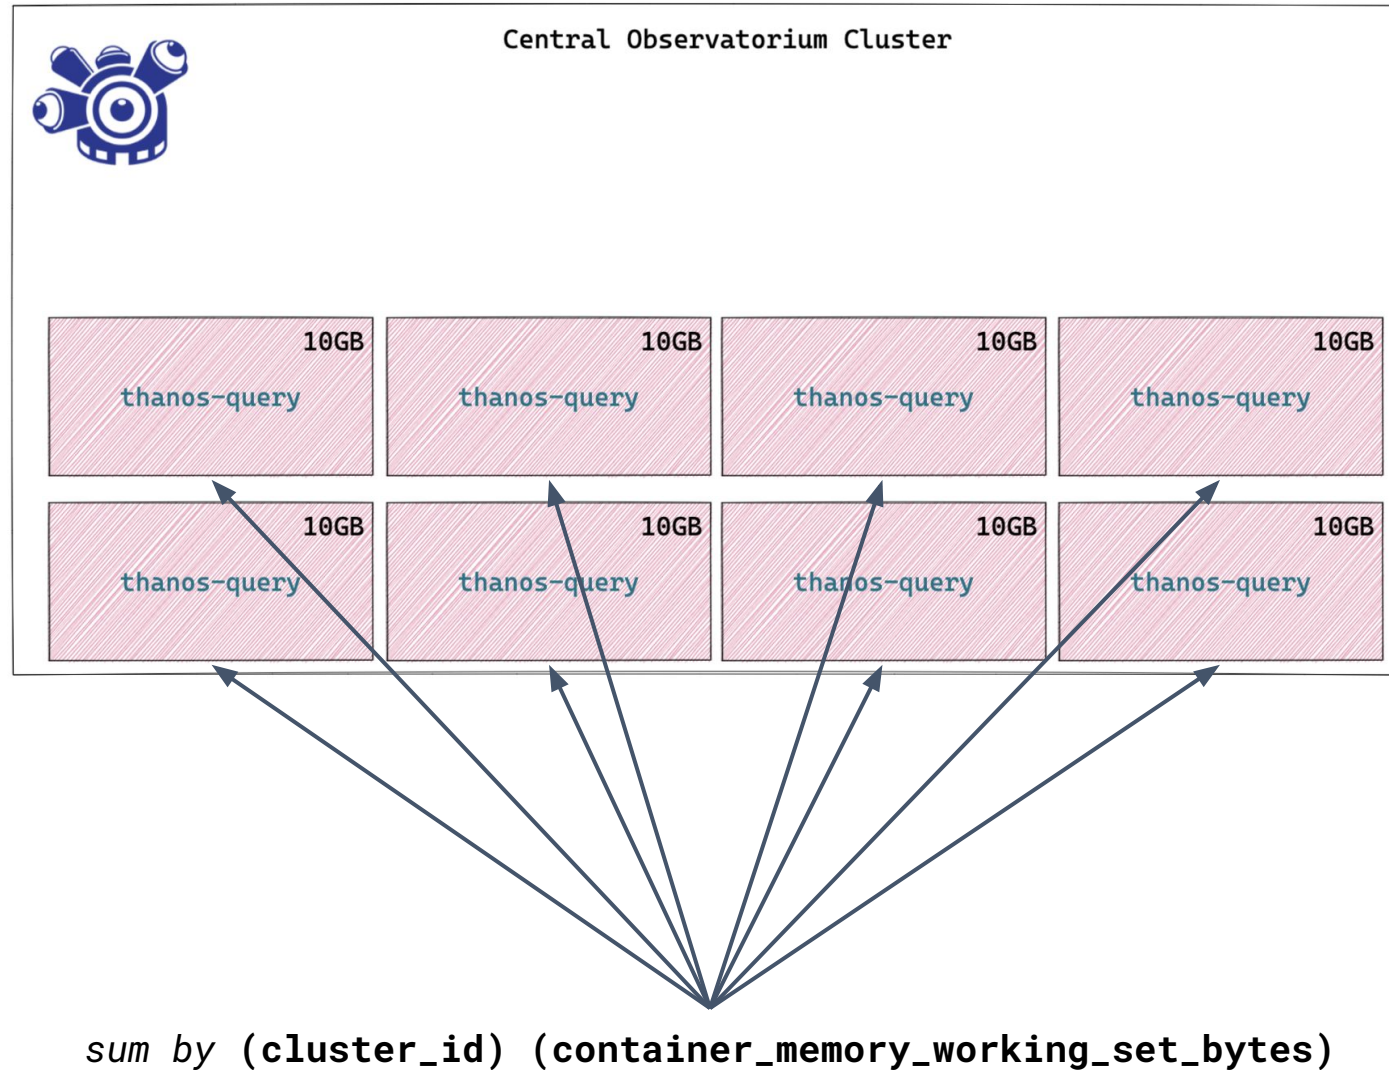 Central Observatorium Cluster
10GB 10GB 10GB 10GB
thanos-query thanos-query thanos-query thanos-query
10GB 10GB 10GB 10GB
thanos-query thanos-query thanos-query thanos-query
sum by (cluster_id) (container_memory_working_set_bytes)